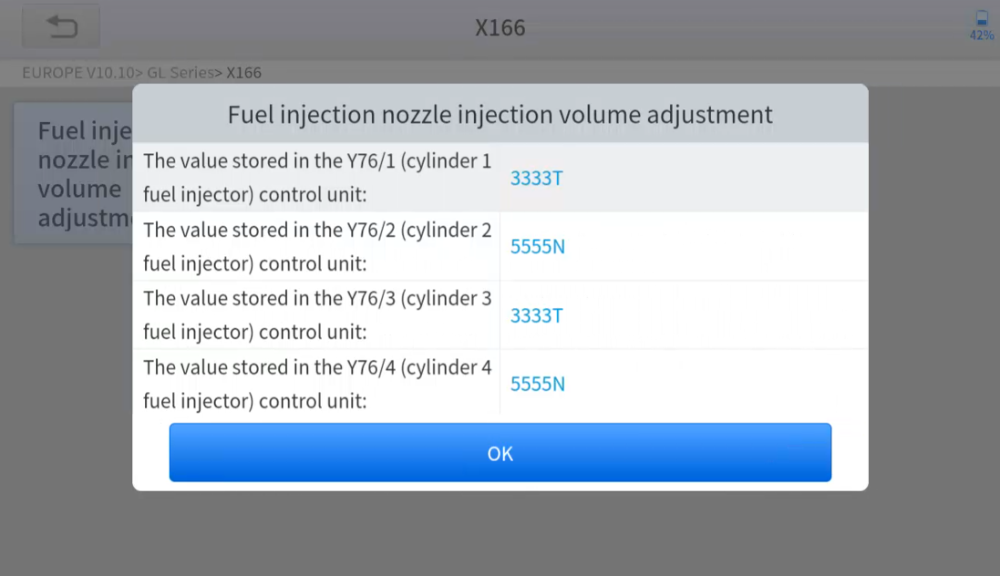 X166
42%
EUROPE V10.10> GL Series> X166
Fuel injection nozzle injection volume adjustment
Fuel inje
nozzle in
volume
adjustm
The value stored in the Y76/1 (cylinder 1
fuel injector) control unit:
3333T
The value stored in the Y76/2 (cylinder 2
fuel injector) control unit:
5555N
The value stored in the Y76/3 (cylinder 3
fuel injector) control unit:
3333T
The value stored in the Y76/4 (cylinder 4
fuel injector) control unit:
5555N
OK